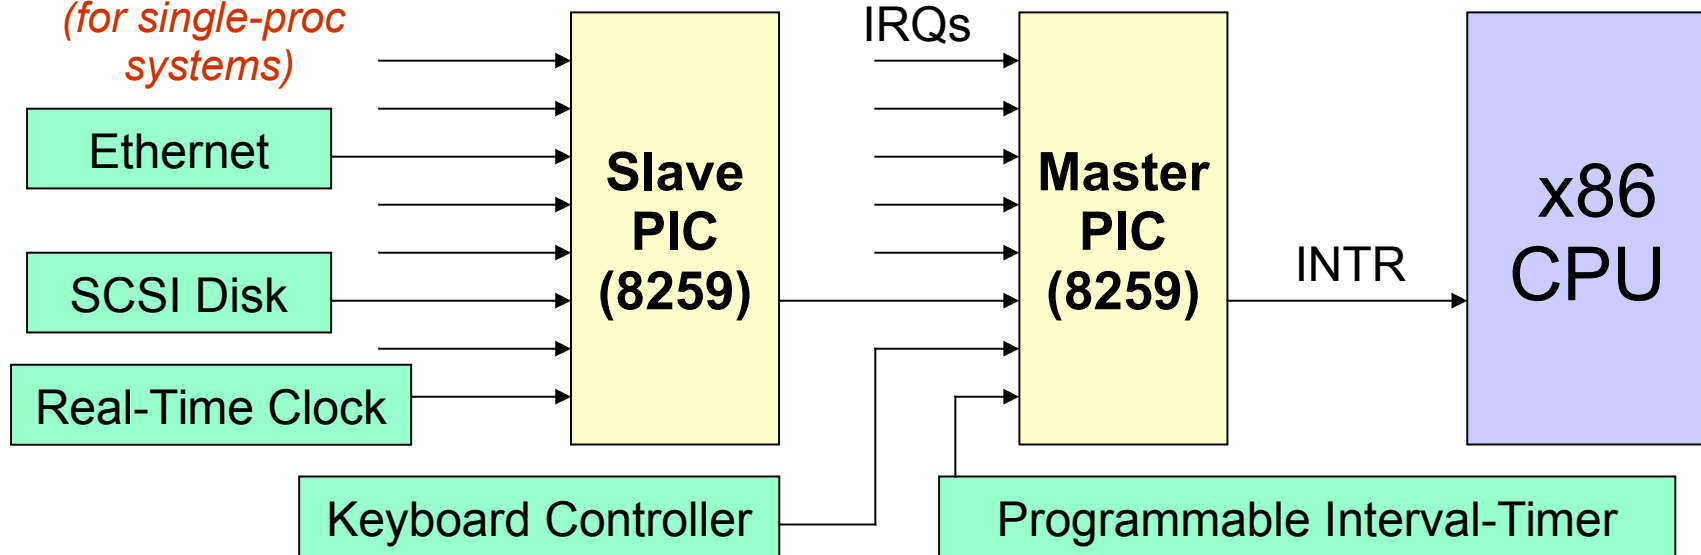 (for single-proc
systems)
IRQs
Ethernet
SCSI Disk
Real-Time Clock
Keyboard Controller
Slave
PIC
(8259)
Master
PIC
(8259)
INTR
x86
CPU
Programmable Interval-Timer